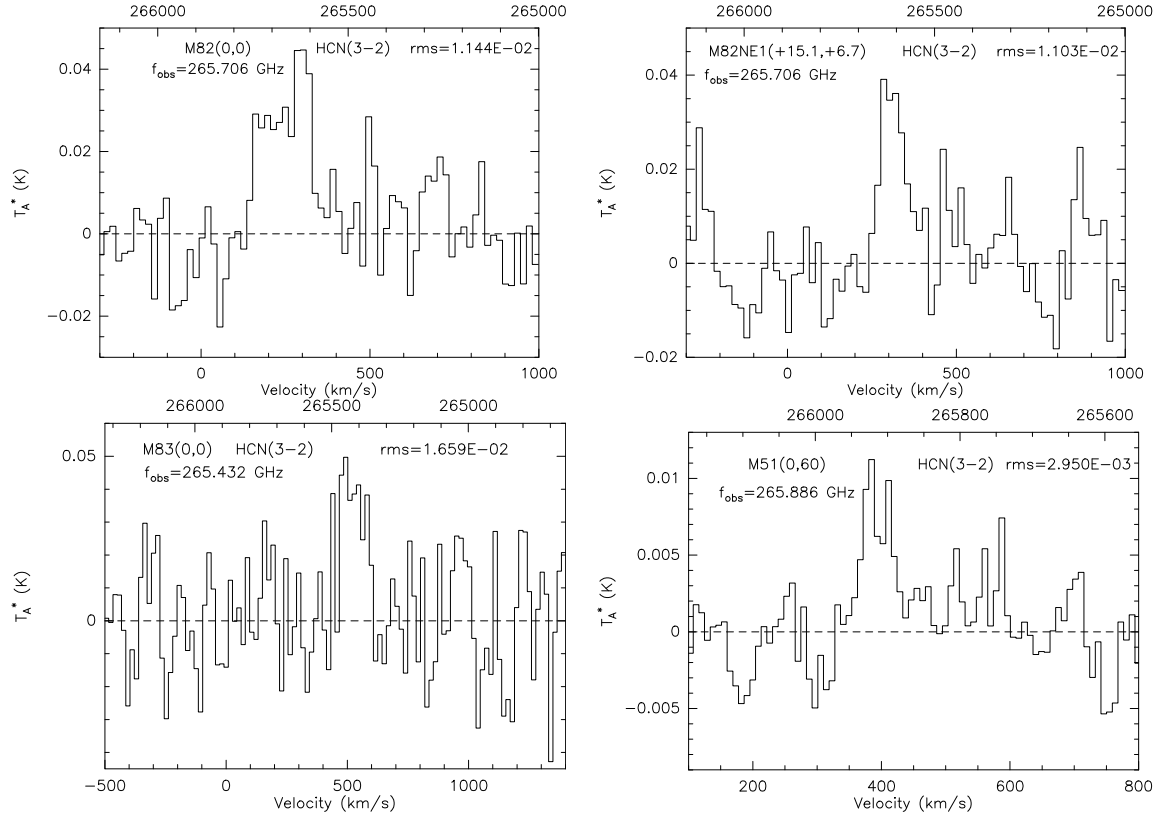 266000 265500 265000
M82(0,0) HCN(3-2) rms=1.144E-02
f_obs=265.706 GHz
0.04
0.02
0
-0.02
T_A* (K)
0 500 1000
Velocity (km/s)
266000 265500 265000
M82NE1(+15.1,+6.7) HCN(3-2) rms=1.103E-02
f_obs=265.706 GHz
0.04
0.02
0
-0.02
T_A* (K)
0 500 1000
Velocity (km/s)
266000 265500 265000
M83(0,0) HCN(3-2) rms=1.659E-02
f_obs=265.432 GHz
0.05
0
T_A* (K)
-500 0 500 1000
Velocity (km/s)
266000 265800 265600
M51(0,60) HCN(3-2) rms=2.950E-03
f_obs=265.886 GHz
0.01
0.005
0
-0.005
T_A* (K)
200 400 600 800
Velocity (km/s)